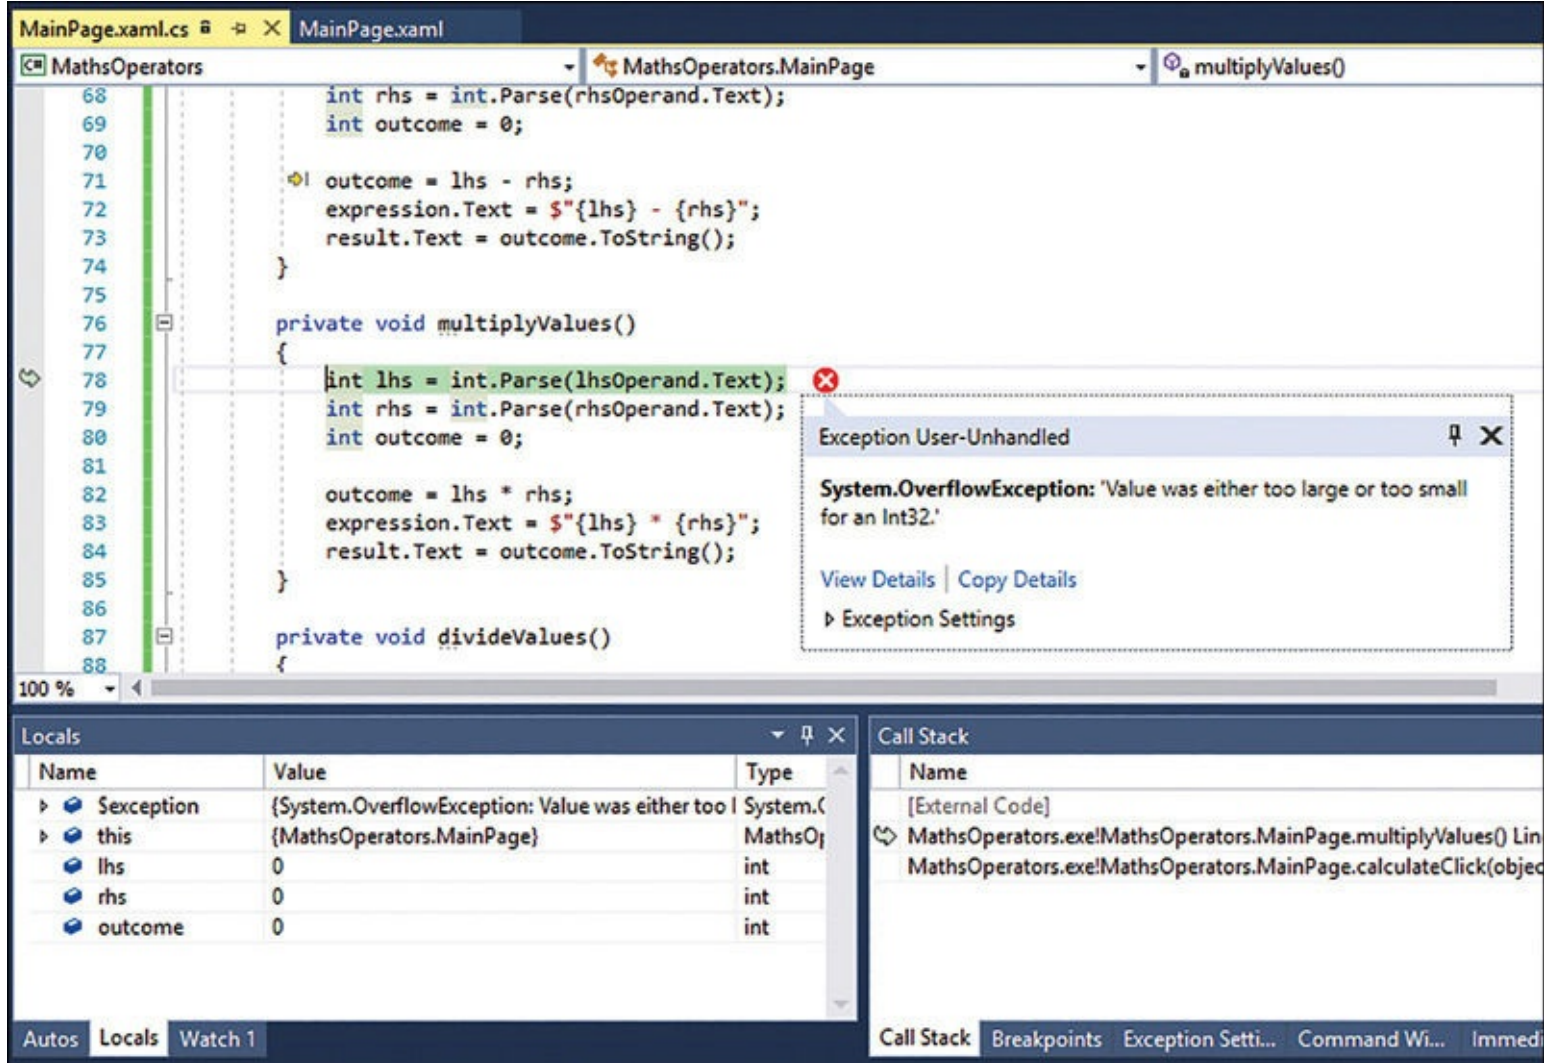 MainPage.xaml.cs MainPage.xaml
C# MathsOperators MathsOperators.MainPage multiplyValues()
68 int rhs = int.Parse(rhsOperand.Text);
69 int outcome = 0;
70
71 outcome = lhs - rhs;
72 expression.Text = $"{lhs} - {rhs}";
73 result.Text = outcome.ToString();
74 }
75
76 private void multiplyValues()
77 {
78 int lhs = int.Parse(lhsOperand.Text);
79 int rhs = int.Parse(rhsOperand.Text);
80 int outcome = 0;
81
82 outcome = lhs * rhs;
83 expression.Text = $"{lhs} * {rhs}";
84 result.Text = outcome.ToString();
85 }
86
87 private void divideValues()
88 {
Exception User-Unhandled
System.OverflowException: 'Value was either too large or too small
for an Int32.'
View Details Copy Details
Exception Settings
100 %
Locals
Name Value Type
$exception {System.OverflowException: Value was either too l System.O
this {MathsOperators.MainPage} MathsOp
lhs 0 int
rhs 0 int
outcome 0 int
Autos Locals Watch 1
Call Stack
Name
[External Code]
MathsOperators.exe!MathsOperators.MainPage.multiplyValues() Lin
MathsOperators.exe!MathsOperators.MainPage.calculateClick(objec
Call Stack Breakpoints Exception Setti... Command Wi... Immedi